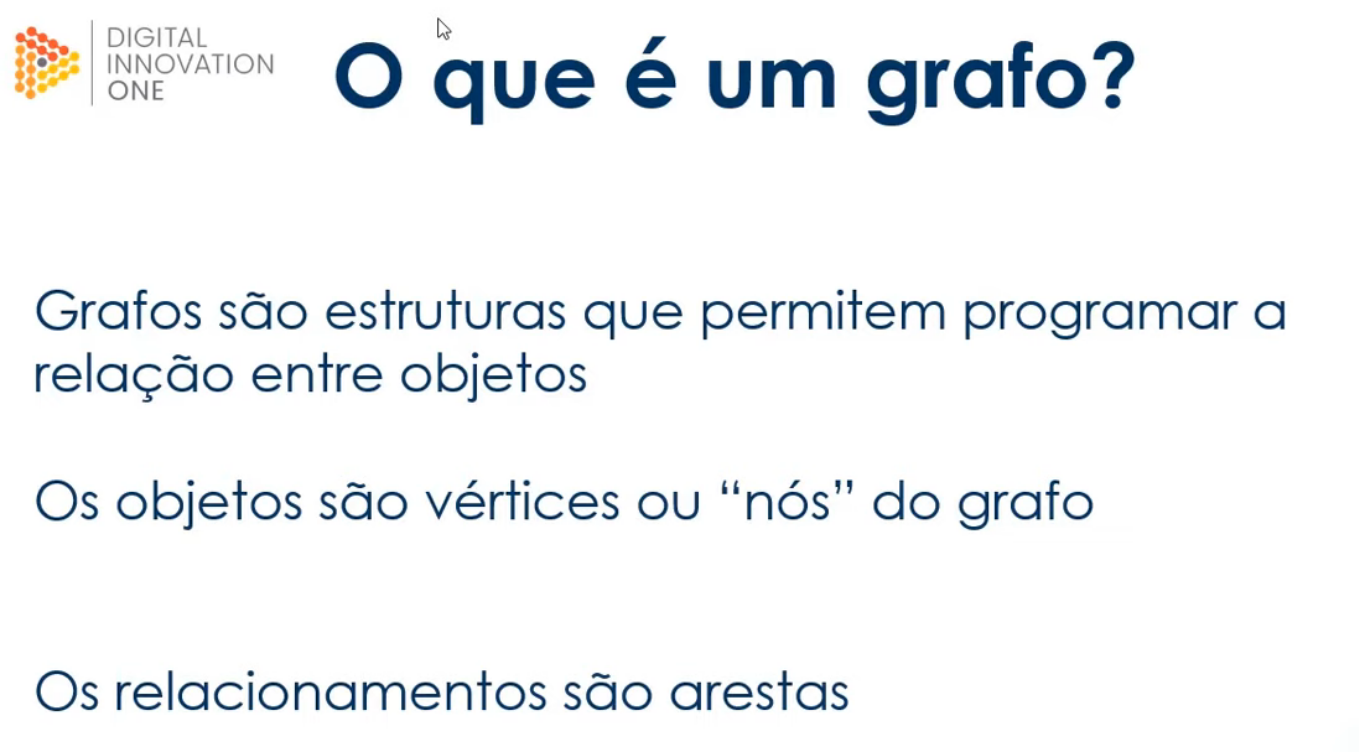 DIGITAL
INNOVATION
ONE
O que é um grafo?
Grafos são estruturas que permitem programar a
relação entre objetos
Os objetos são vértices ou “nós” do grafo
Os relacionamentos são arestas